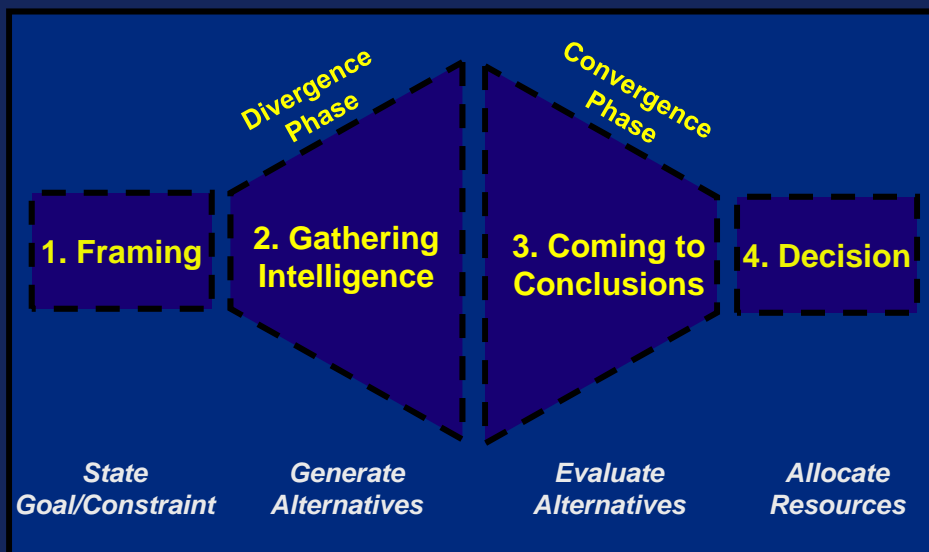 Divergence
Phase
Convergence
Phase
1. Framing
2. Gathering
Intelligence
3. Coming to
Conclusions
4. Decision
State
Goal/Constraint
Generate
Alternatives
Evaluate
Alternatives
Allocate
Resources